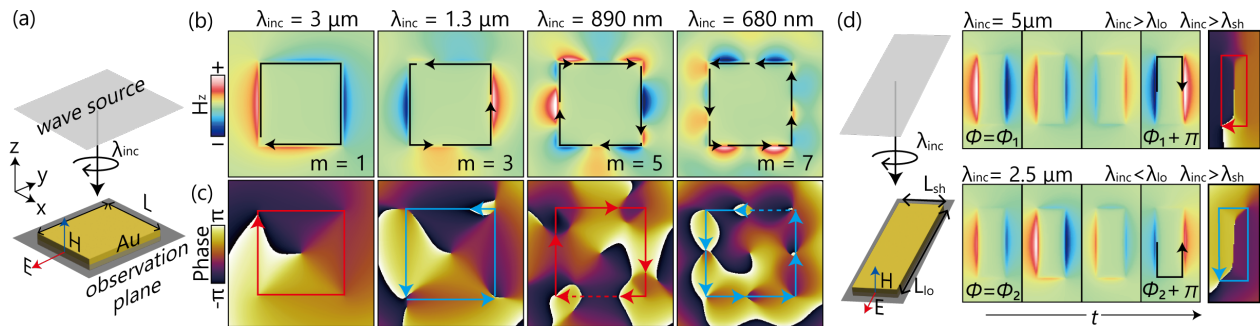 (a)
wave source
λinc
z
y
x
L
H
Au
E
observation
plane
(b)
λinc = 3 μm
λinc = 1.3 μm
λinc = 890 nm
λinc = 680 nm
+
Hz
−
m = 1
m = 3
m = 5
m = 7
(c)
π
Phase
-π
(d)
λinc
Lsh
H
E
Llo
λinc= 5μm
λinc>λlo
λinc>λsh
Φ=Φ1
Φ1+ π
λinc= 2.5 μm
λinc<λlo
λinc>λsh
Φ=Φ2
Φ2+ π
t